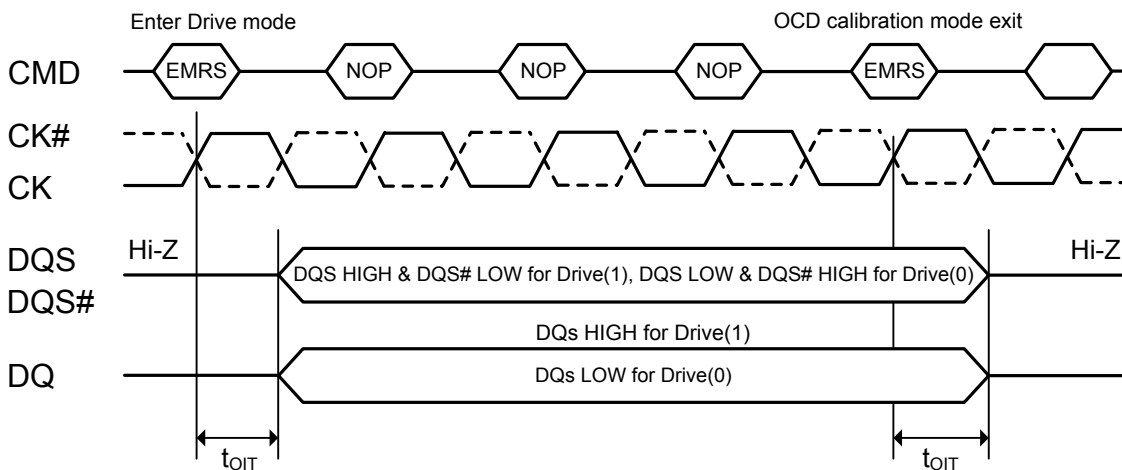 Enter Drive mode OCD calibration mode exit
CMD EMRS NOP NOP NOP EMRS
CK#
CK
Hi-Z Hi-Z
DQS DQS HIGH & DQS# LOW for Drive(1), DQS LOW & DQS# HIGH for Drive(0)
DQS#
DQs HIGH for Drive(1)
DQ DQs LOW for Drive(0)
tOIT tOIT